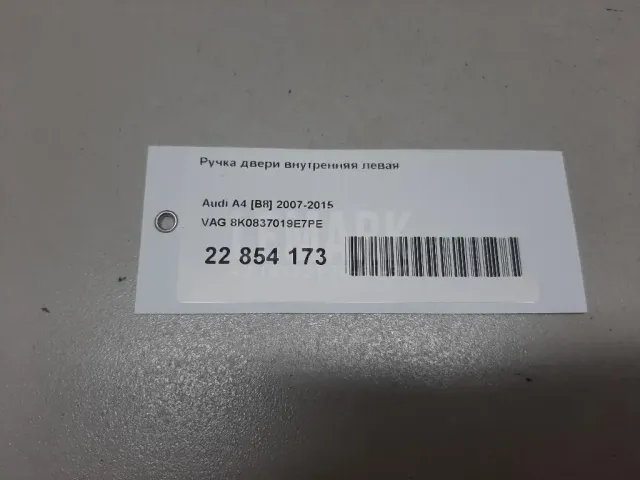 Ручка двери внутренняя левая
Audi A4 [B8] 2007-2015
VAG 8K0837019E7PE
22 854 173